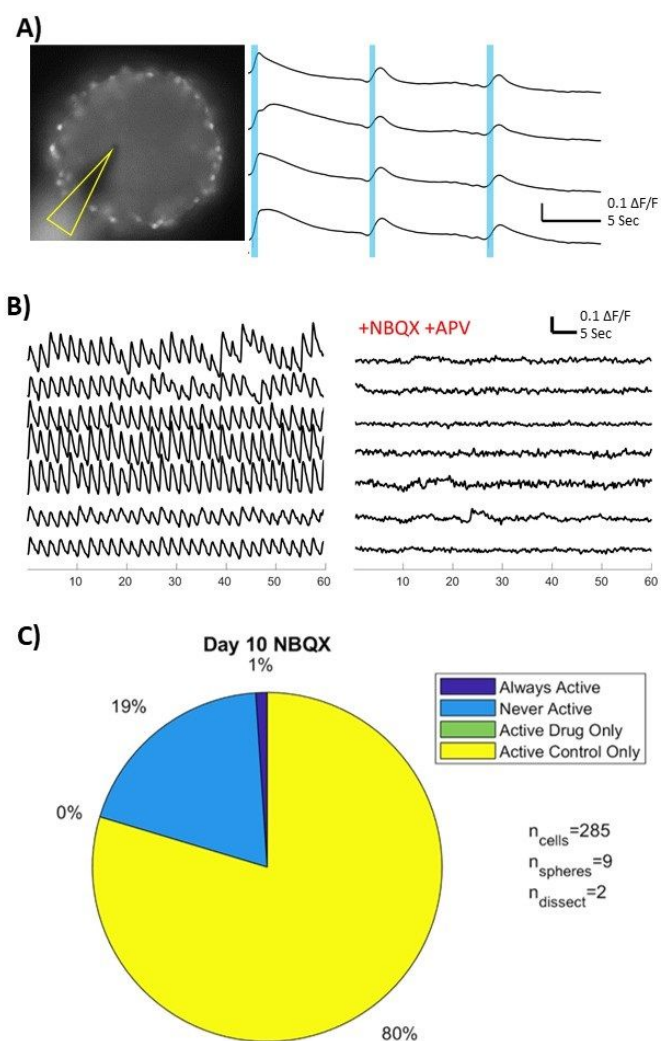 A)
0.1 ΔF/F
5 Sec
B)
+NBQX +APV
0.1 ΔF/F
5 Sec
10 20 30 40 50 60
10 20 30 40 50 60
C)
Day 10 NBQX
1%
19%
0%
80%
Always Active
Never Active
Active Drug Only
Active Control Only
n_cells=285
n_spheres=9
n_dissect=2